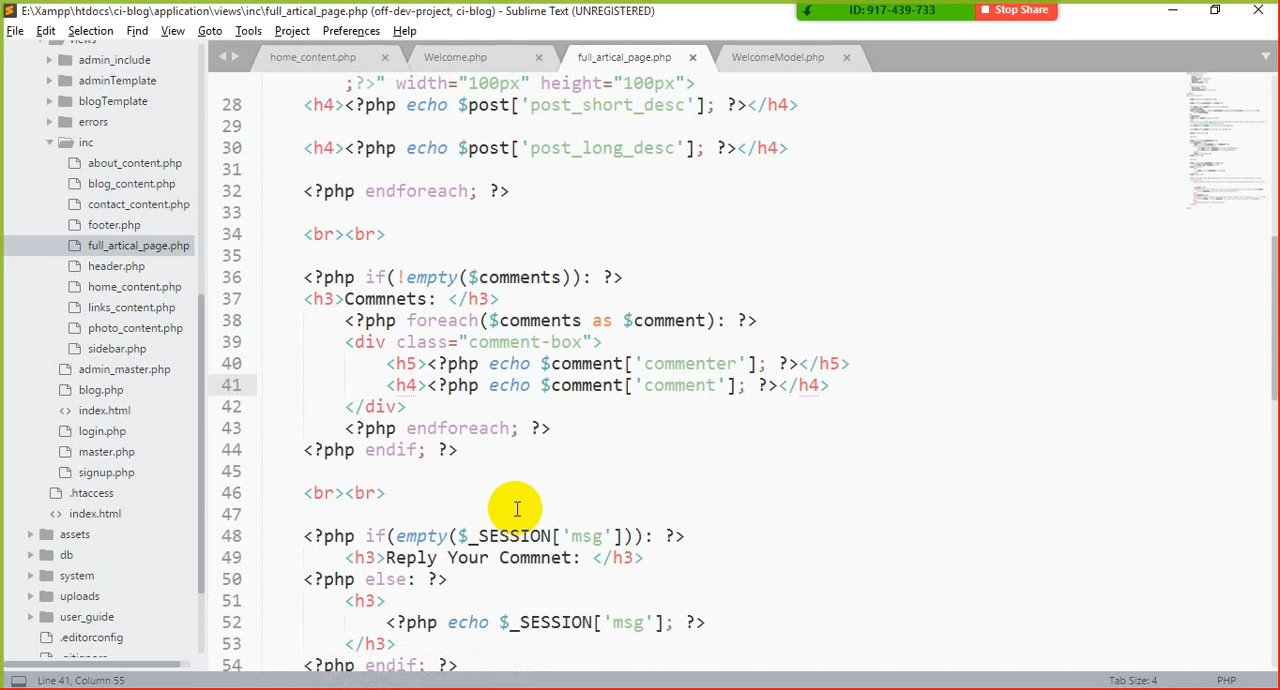 E:\Xampp\htdocs\ci-blog\application\views\inc\full_artical_page.php (off-dev-project, ci-blog) - Sublime Text (UNREGISTERED)
ID: 917-439-733
Stop Share
File Edit Selection Find View Goto Tools Project Preferences Help
views
admin_include
adminTemplate
blogTemplate
errors
inc
about_content.php
blog_content.php
contact_content.php
footer.php
full_artical_page.php
header.php
home_content.php
links_content.php
photo_content.php
sidebar.php
admin_master.php
blog.php
index.html
login.php
master.php
signup.php
.htaccess
index.html
assets
db
system
uploads
user_guide
.editorconfig
.gitignore
home_content.php Welcome.php full_artical_page.php WelcomeModel.php
;?>" width="100px" height="100px">
28 <h4><?php echo $post['post_short_desc']; ?></h4>
29
30 <h4><?php echo $post['post_long_desc']; ?></h4>
31
32 <?php endforeach; ?>
33
34 <br><br>
35
36 <?php if(!empty($comments)): ?>
37 <h3>Commnets: </h3>
38 <?php foreach($comments as $comment): ?>
39 <div class="comment-box">
40 <h5><?php echo $comment['commenter']; ?></h5>
41 <h4><?php echo $comment['comment']; ?></h4>
42 </div>
43 <?php endforeach; ?>
44 <?php endif; ?>
45
46 <br><br>
47
48 <?php if(empty($_SESSION['msg'])): ?>
49 <h3>Reply Your Commnet: </h3>
50 <?php else: ?>
51 <h3>
52 <?php echo $_SESSION['msg']; ?>
53 </h3>
54 <?php endif; ?>
Line 41, Column 55
Tab Size: 4
PHP